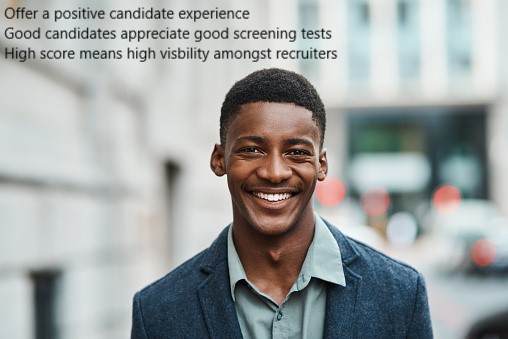 Offer a positive candidate experience
Good candidates appreciate good screening tests
High score means high visbility amongst recruiters